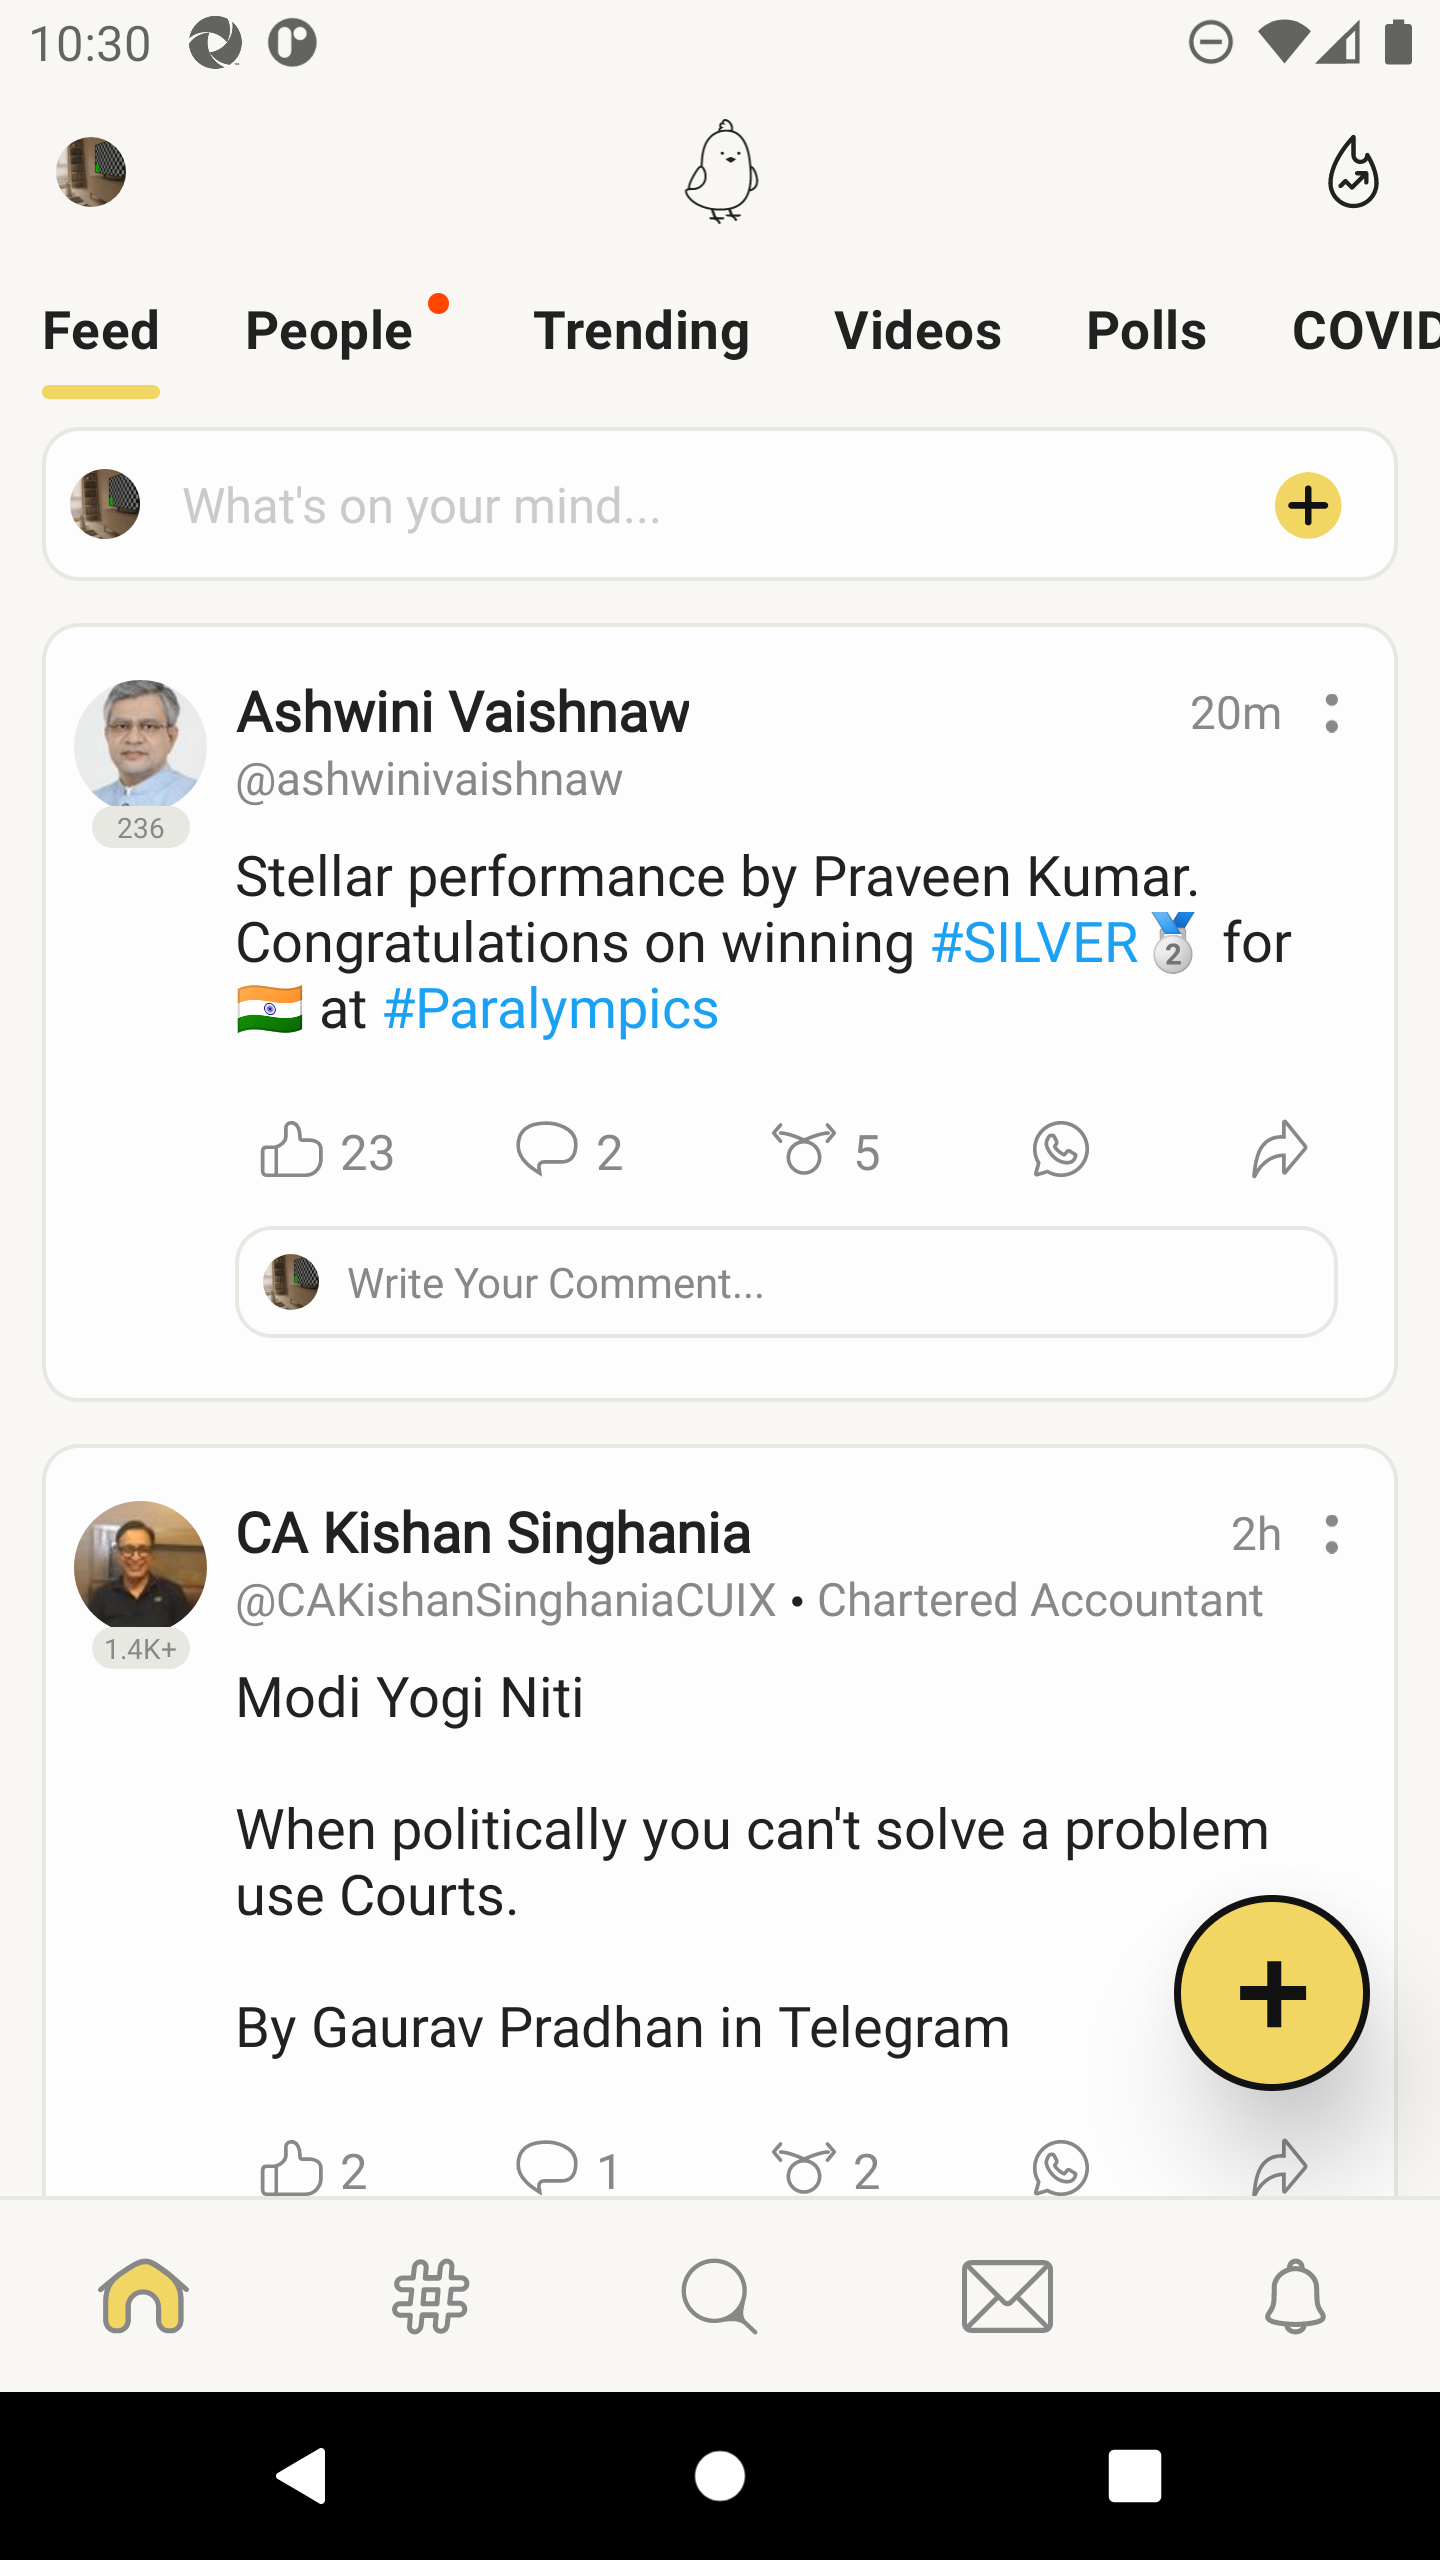 10:30
Feed People Trending Videos Polls COVID
What's on your mind...
Ashwini Vaishnaw 20m
@ashwinivaishnaw
236
Stellar performance by Praveen Kumar.
Congratulations on winning #SILVER🥈 for
🇮🇳 at #Paralympics
23 2 5
Write Your Comment...
CA Kishan Singhania 2h
@CAKishanSinghaniaCUIX • Chartered Accountant
1.4K+
Modi Yogi Niti
When politically you can't solve a problem
use Courts.
By Gaurav Pradhan in Telegram
2 1 2